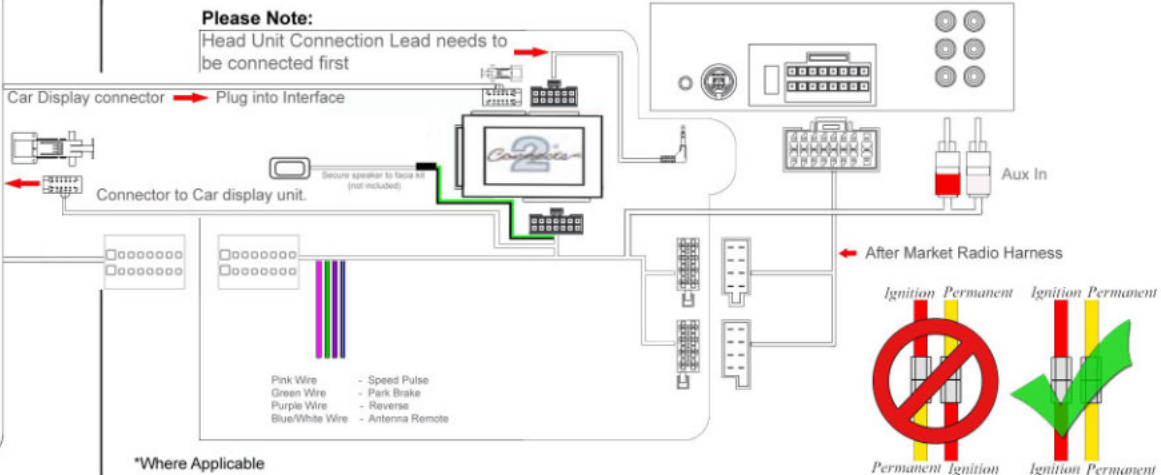 Please Note:
Head Unit Connection Lead needs to
be connected first
Car Display connector
Plug into Interface
2
Connects
Secure speaker to facia kit
(not included)
Aux In
Connector to Car display unit.
After Market Radio Harness
Ignition Permanent
Ignition Permanent
Pink Wire - Speed Pulse
Green Wire - Park Brake
Purple Wire - Reverse
Blue/White Wire - Antenna Remote
*Where Applicable
Permanent Ignition
Ignition Permanent